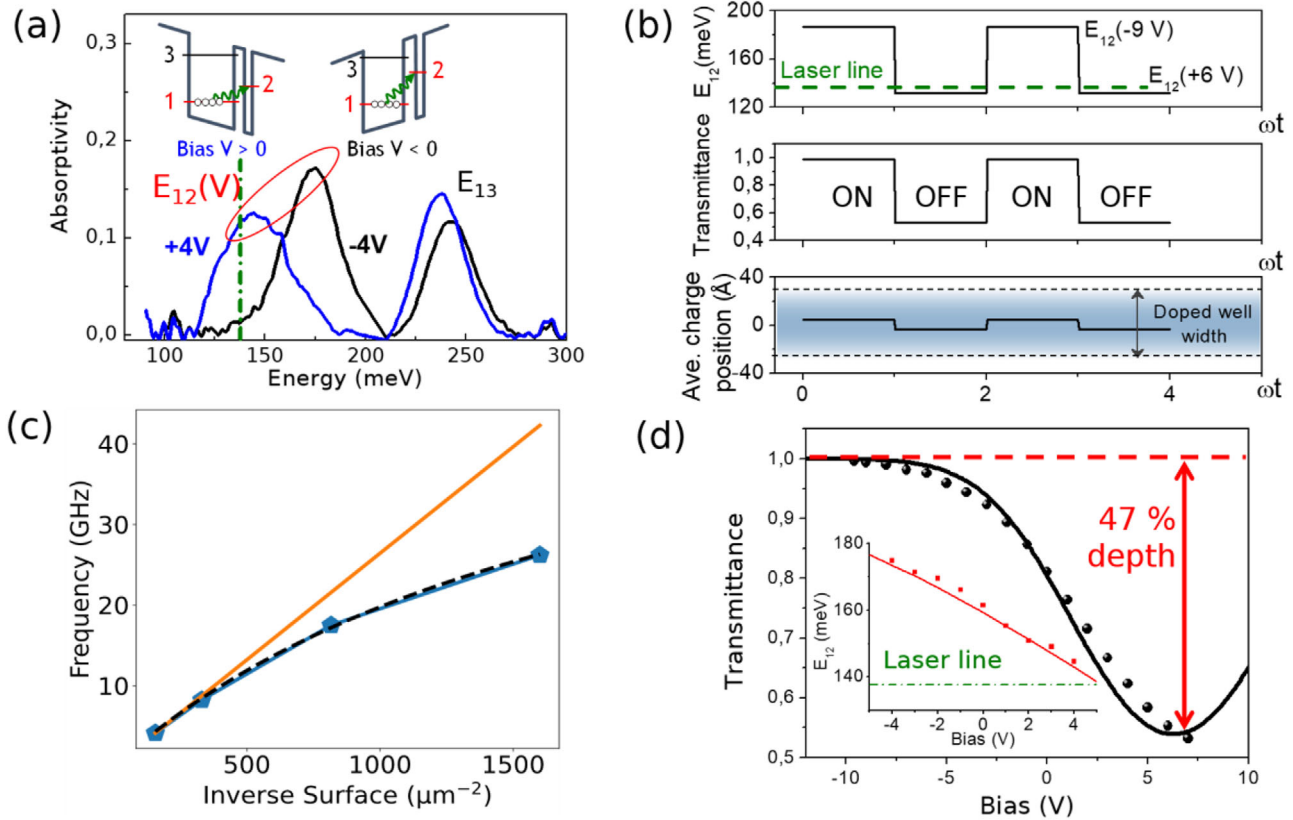 (a)
0,3
0,2
0,1
0,0
Absorptivity
3
2
1
Bias V > 0
3
2
1
Bias V < 0
E12(V)
E13
+4V
-4V
100 150 200 250 300
Energy (meV)
(b)
200
160
120
E12(meV)
E12(-9 V)
Laser line
E12(+6 V)
ωt
1,0
0,8
0,6
0,4
Transmittance
ON OFF ON OFF
ωt
40
0
-40
Ave. charge
position (Å)
Doped well
width
0 2 4
ωt
(c)
40
30
20
10
Frequency (GHz)
500 1000 1500
Inverse Surface (μm⁻²)
(d)
1,0
0,9
0,8
0,7
0,6
0,5
Transmittance
47 %
depth
180
160
140
E12 (meV)
Laser line
-4 -2 0 2 4
Bias (V)
-10 -5 0 5 10
Bias (V)